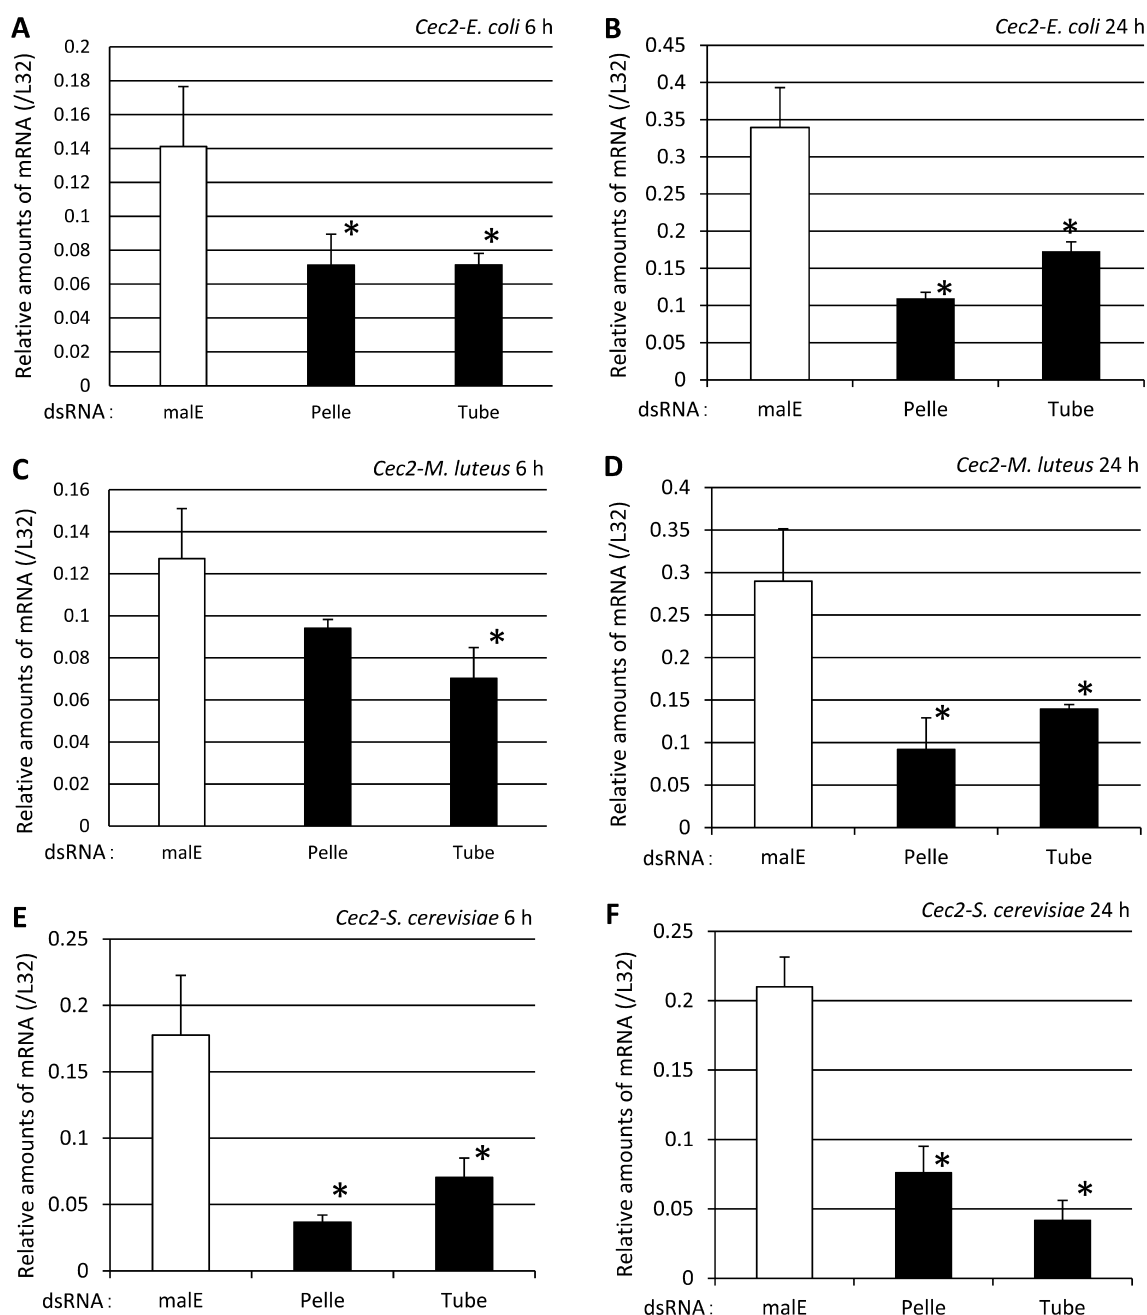 A
Cec2-E. coli 6 h
Relative amounts of mRNA (/L32)
0.2
0.18
0.16
0.14
0.12
0.1
0.08
0.06
0.04
0.02
0
*
*
dsRNA : malE Pelle Tube
B
Cec2-E. coli 24 h
Relative amounts of mRNA (/L32)
0.45
0.4
0.35
0.3
0.25
0.2
0.15
0.1
0.05
0
*
*
dsRNA : malE Pelle Tube
C
Cec2-M. luteus 6 h
Relative amounts of mRNA (/L32)
0.16
0.14
0.12
0.1
0.08
0.06
0.04
0.02
0
*
dsRNA : malE Pelle Tube
D
Cec2-M. luteus 24 h
Relative amounts of mRNA (/L32)
0.4
0.35
0.3
0.25
0.2
0.15
0.1
0.05
0
*
*
dsRNA : malE Pelle Tube
E
Cec2-S. cerevisiae 6 h
Relative amounts of mRNA (/L32)
0.25
0.2
0.15
0.1
0.05
0
*
*
dsRNA : malE Pelle Tube
F
Cec2-S. cerevisiae 24 h
Relative amounts of mRNA (/L32)
0.25
0.2
0.15
0.1
0.05
0
*
*
dsRNA : malE Pelle Tube